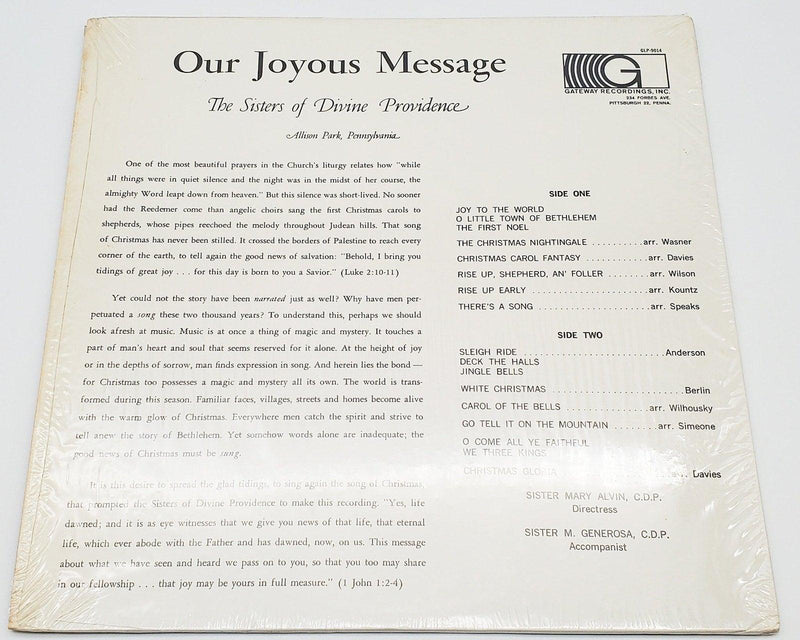 Our Joyous Message
The Sisters of Divine Providence
Allison Park, Pennsylvania
GLP-9014
G
GATEWAY RECORDINGS, INC.
234 FORBES AVE.
PITTSBURGH 22, PENNA.
One of the most beautiful prayers in the Church's liturgy relates how "while
all things were in quiet silence and the night was in the midst of her course, the
almighty Word leapt down from heaven." But this silence was short-lived. No sooner
had the Redeemer come than angelic choirs sang the first Christmas carols to
shepherds, whose pipes reechoed the melody throughout Judean hills. That song
of Christmas has never been stilled. It crossed the borders of Palestine to reach every
corner of the earth, to tell again the good news of salvation: "Behold, I bring you
tidings of great joy . . . for this day is born to you a Savior." (Luke 2:10-11)
Yet could not the story have been narrated just as well? Why have men per-
petuated a song these two thousand years? To understand this, perhaps we should
look afresh at music. Music is at once a thing of magic and mystery. It touches a
part of man's heart and soul that seems reserved for it alone. At the height of joy
or in the depths of sorrow, man finds expression in song. And herein lies the bond —
for Christmas too possesses a magic and mystery all its own. The world is trans-
formed during this season. Familiar faces, villages, streets and homes become alive
with the warm glow of Christmas. Everywhere men catch the spirit and strive to
tell anew the story of Bethlehem. Yet somehow words alone are inadequate; the
good news of Christmas must be sung.
It is this desire to spread the glad tidings, to sing again the song of Christmas,
that prompted the Sisters of Divine Providence to make this recording. "Yes, life
dawned; and it is as eye witnesses that we give you news of that life, that eternal
life, which ever abode with the Father and has dawned, now, on us. This message
about what we have seen and heard we pass on to you, so that you too may share
in our fellowship . . . that joy may be yours in full measure." (1 John 1:2-4)
SIDE ONE
JOY TO THE WORLD
O LITTLE TOWN OF BETHLEHEM
THE FIRST NOEL
THE CHRISTMAS NIGHTINGALE ..........arr. Wasner
CHRISTMAS CAROL FANTASY .............arr. Davies
RISE UP, SHEPHERD, AN' FOLLER .........arr. Wilson
RISE UP EARLY ..........................arr. Kountz
THERE'S A SONG ........................arr. Speaks
SIDE TWO
SLEIGH RIDE ..............................Anderson
DECK THE HALLS
JINGLE BELLS
WHITE CHRISTMAS ...........................Berlin
CAROL OF THE BELLS ..................arr. Wilhousky
GO TELL IT ON THE MOUNTAIN ........arr. Simeone
O COME ALL YE FAITHFUL
WE THREE KINGS
CHRISTMAS GLORIA Davies
SISTER MARY ALVIN, C.D.P.
Directress
SISTER M. GENEROSA, C.D.P.
Accompanist